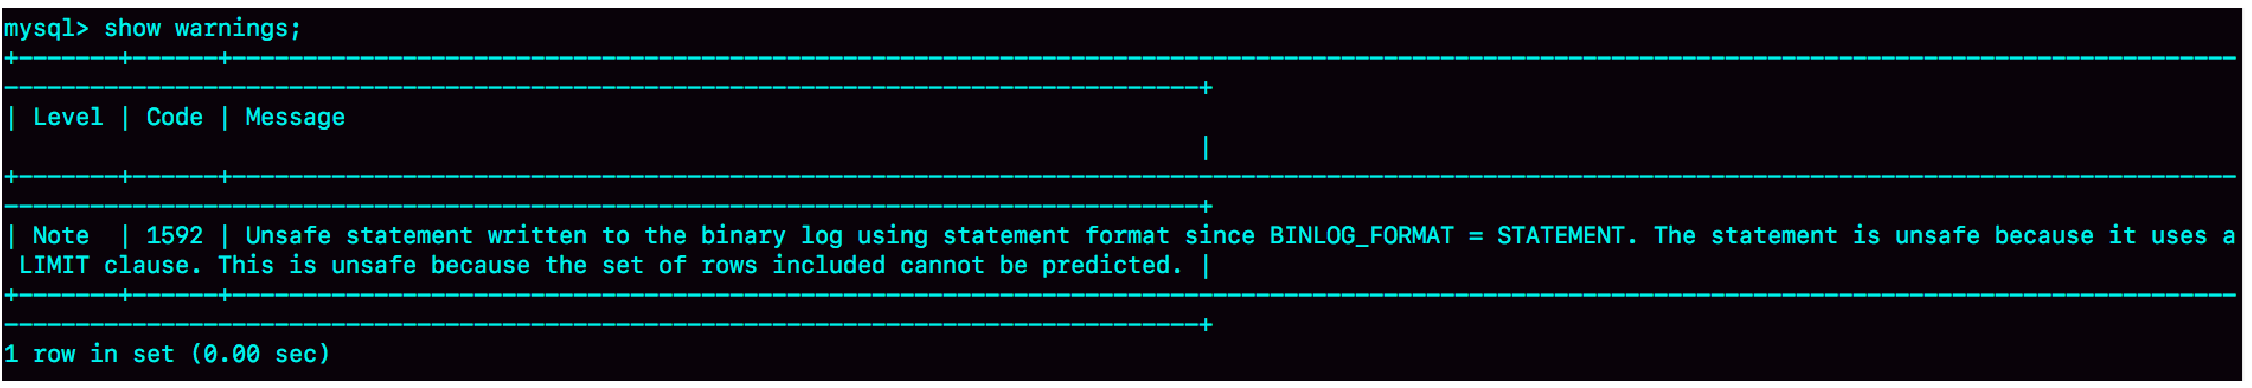 mysql> show warnings;
+-------+------+---------------------------------------------------------------------------------------------------------------------------------------------
-------------------------------------------------------------------------------------+
| Level | Code | Message
|
+-------+------+---------------------------------------------------------------------------------------------------------------------------------------------
-------------------------------------------------------------------------------------+
| Note  | 1592 | Unsafe statement written to the binary log using statement format since BINLOG_FORMAT = STATEMENT. The statement is unsafe because it uses a
 LIMIT clause. This is unsafe because the set of rows included cannot be predicted. |
+-------+------+---------------------------------------------------------------------------------------------------------------------------------------------
-------------------------------------------------------------------------------------+
1 row in set (0.00 sec)